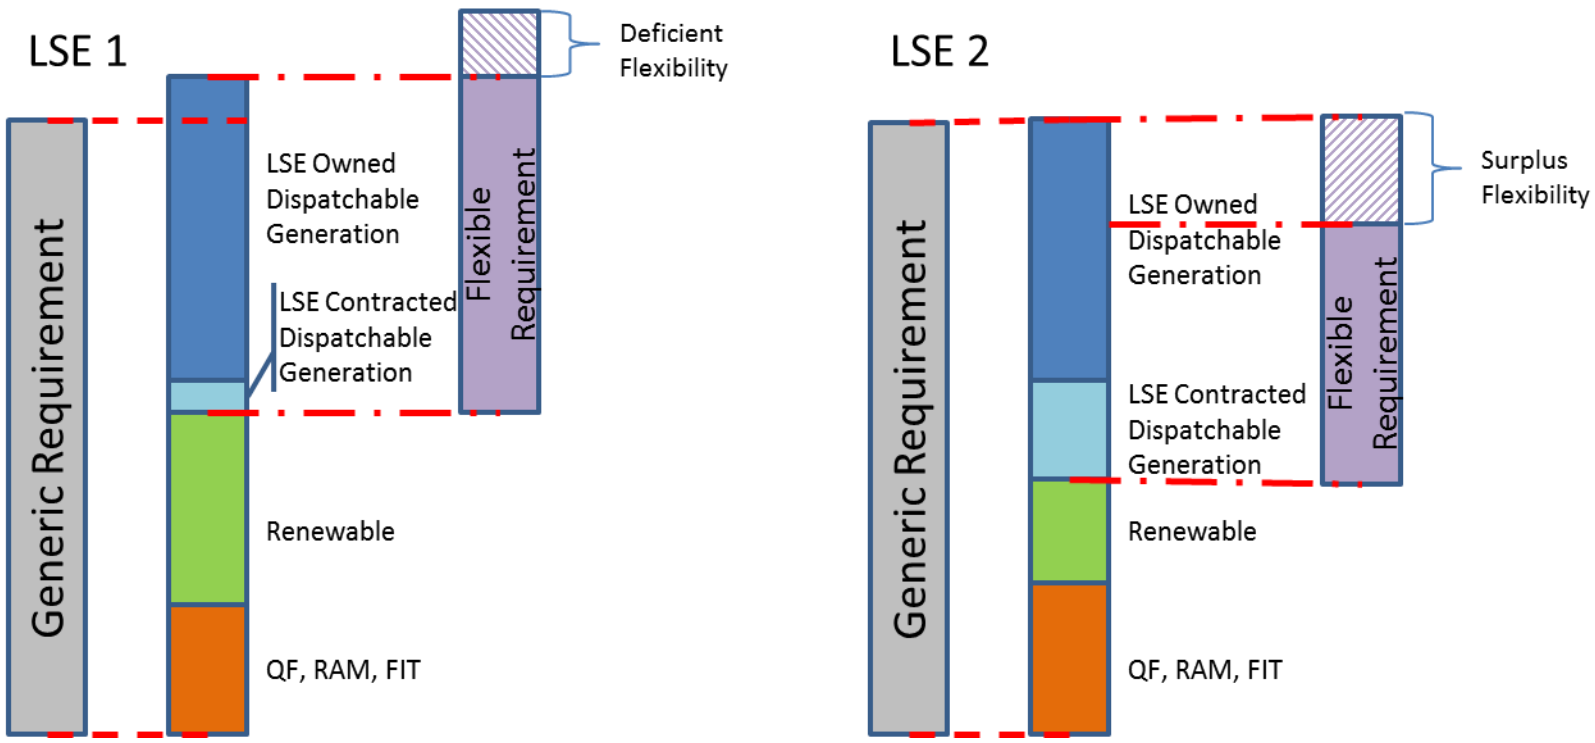 LSE 1
Generic Requirement
LSE Owned
Dispatchable
Generation
LSE Contracted
Dispatchable
Generation
Renewable
QF, RAM, FIT
Flexible
Requirement
Deficient
Flexibility
LSE 2
Generic Requirement
LSE Owned
Dispatchable
Generation
LSE Contracted
Dispatchable
Generation
Renewable
QF, RAM, FIT
Flexible
Requirement
Surplus
Flexibility